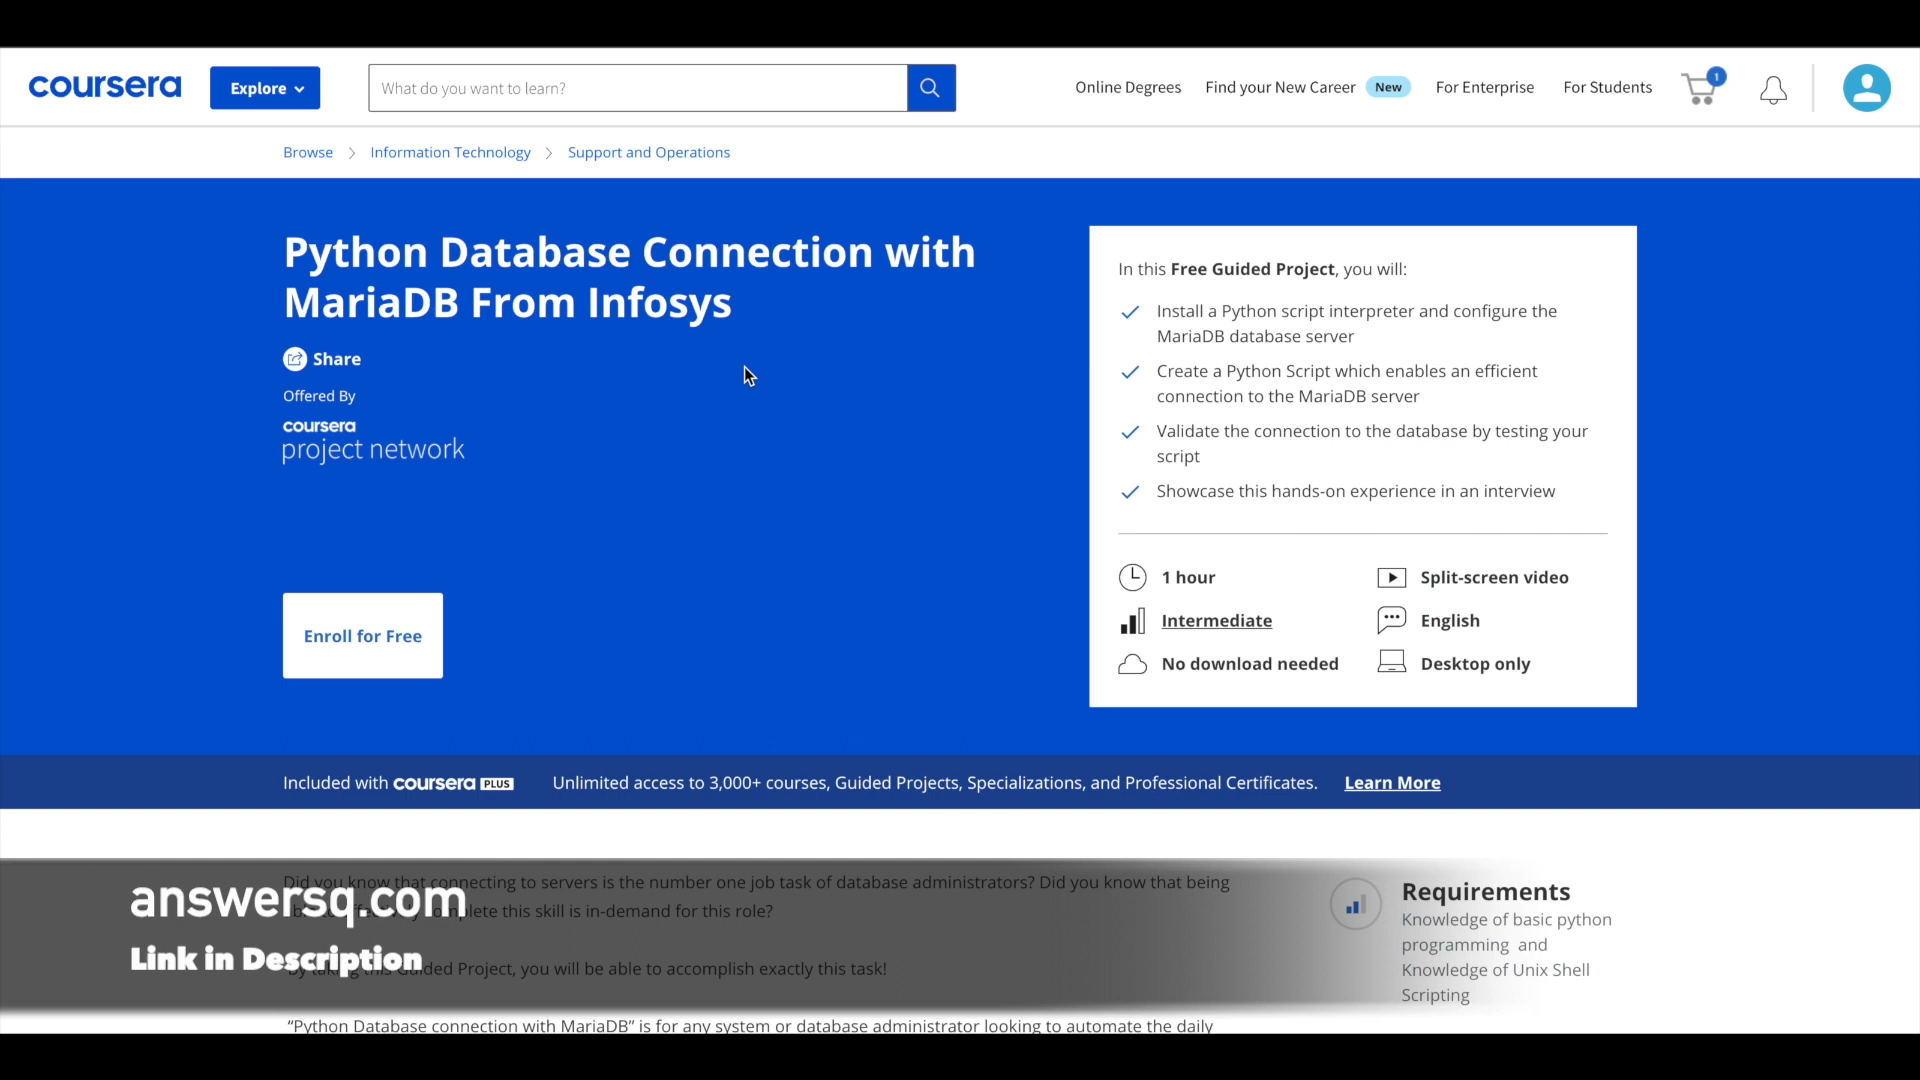 coursera
Explore
What do you want to learn?
Online Degrees
Find your New Career New
For Enterprise
For Students
1
Browse > Information Technology > Support and Operations
Python Database Connection with
MariaDB From Infosys
Share
Offered By
coursera
project network
Enroll for Free
In this Free Guided Project, you will:
Install a Python script interpreter and configure the
MariaDB database server
Create a Python Script which enables an efficient
connection to the MariaDB server
Validate the connection to the database by testing your
script
Showcase this hands-on experience in an interview
1 hour
Split-screen video
Intermediate
English
No download needed
Desktop only
Included with coursera PLUS
Unlimited access to 3,000+ courses, Guided Projects, Specializations, and Professional Certificates.
Learn More
Did you know that connecting to servers is the number one job task of database administrators? Did you know that being
this skill is in-demand for this role?
answersq.com
Link in Description
Project, you will be able to accomplish exactly this task!
“Python Database connection with MariaDB” is for any system or database administrator looking to automate the daily
Requirements
Knowledge of basic python
programming and
Knowledge of Unix Shell
Scripting